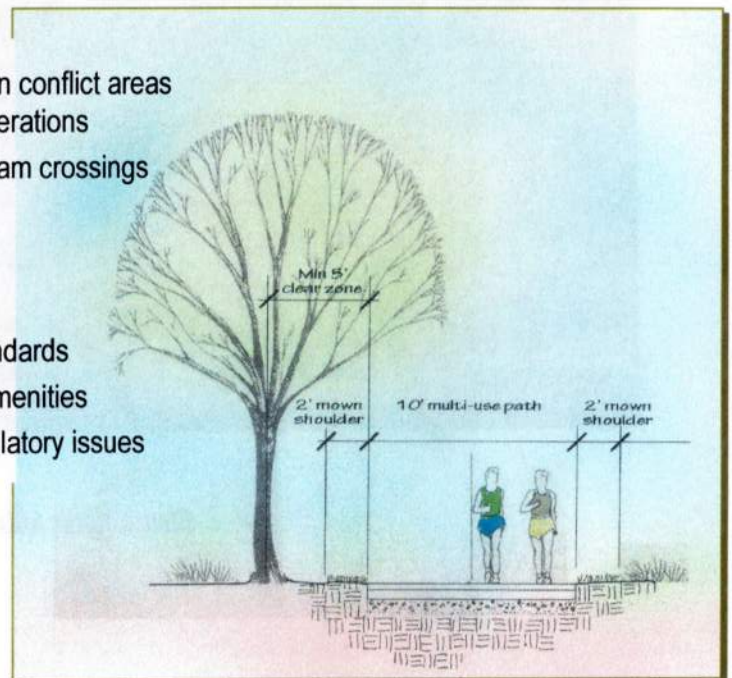 n conflict areas
erations
am crossings
ndards
menities
latory issues
Min 5'
clear zone
2' mown
shoulder
10' multi-use path
2' mown
shoulder